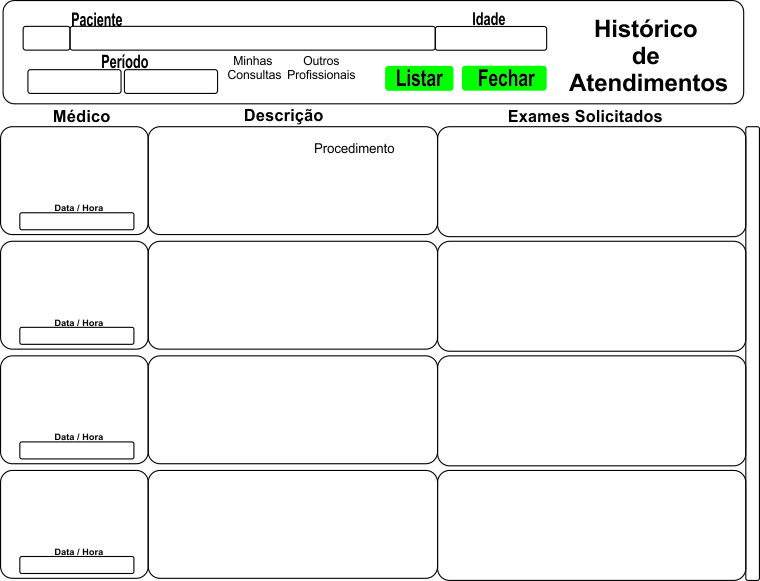 Paciente
Idade
Histórico
de
Atendimentos
Período
Minhas
Consultas
Outros
Profissionais
Listar
Fechar
Médico
Descrição
Exames Solicitados
Procedimento
Data / Hora
Data / Hora
Data / Hora
Data / Hora